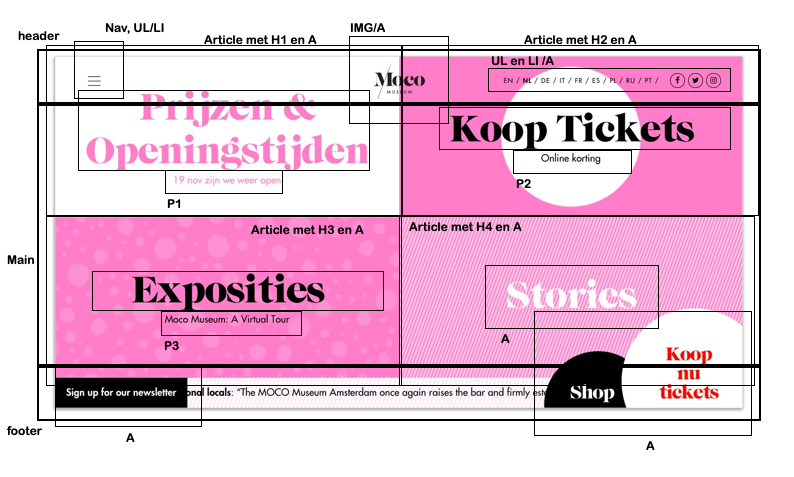 Nav, UL/LI
IMG/A
header
Article met H1 en A
Article met H2 en A
UL en LI /A
Moco
MUSEUM
EN / NL / DE / IT / FR / ES / PL / RU / PT /
Prijzen &
Openingstijden
19 nov zijn we weer open
P1
Koop Tickets
Online korting
P2
Article met H3 en A
Article met H4 en A
Main
Exposities
Moco Museum: A Virtual Tour
P3
Stories
A
Koop
nu
tickets
Shop
Sign up for our newsletter
onal locals: “The MOCO Museum Amsterdam once again raises the bar and firmly est
footer
A
A